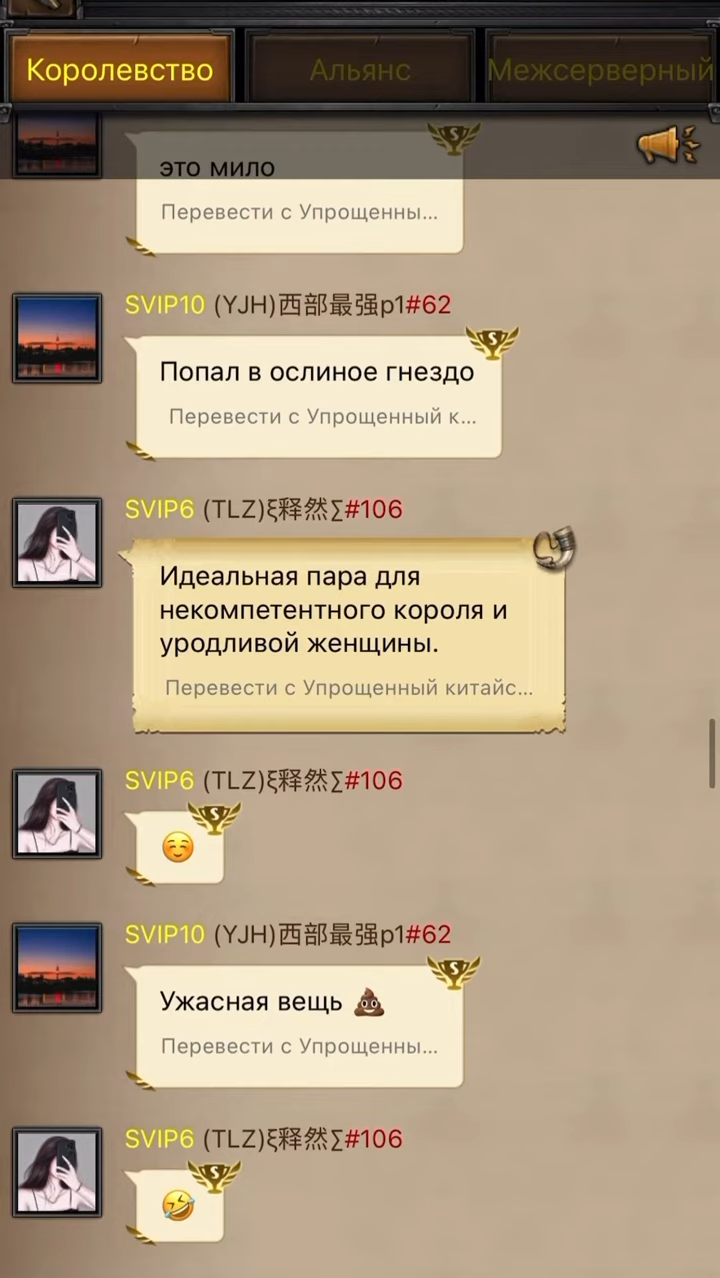 Королевство
Альянс
Межсерверный
это мило
Перевести с Упрощенны...
SVIP10 (YJH)西部最强p1#62
Попал в ослиное гнездо
Перевести с Упрощенный к...
SVIP6 (TLZ)ξ释然∑#106
Идеальная пара для
некомпетентного короля и
уродливой женщины.
Перевести с Упрощенный китайс...
SVIP6 (TLZ)ξ释然∑#106
☺️
SVIP10 (YJH)西部最强p1#62
Ужасная вещь 💩
Перевести с Упрощенны...
SVIP6 (TLZ)ξ释然∑#106
🤣